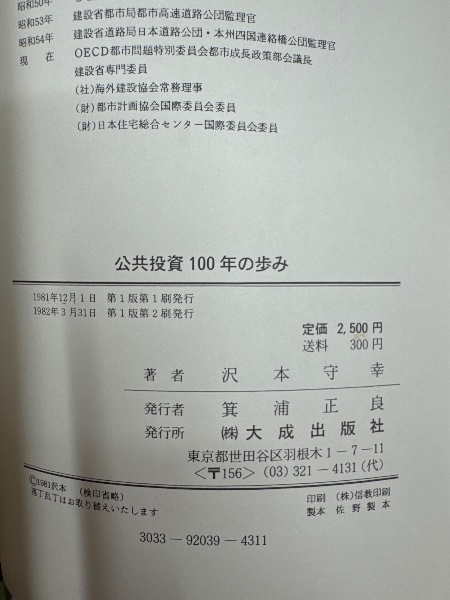 昭和50年
昭和53年 建設省都市局都市高速道路公団監理官
昭和54年 建設省道路局日本道路公団・本州四国連絡橋公団監理官
現在 OECD都市問題特別委員会都市成長政策部会議長
建設省専門委員
(社)海外建設協会常務理事
(財)都市計画協会国際委員会委員
(財)日本住宅総合センター国際委員会委員
公共投資100年の歩み
1981年12月1日 第1版第1刷発行
1982年3月31日 第1版第2刷発行
定価 2,500円
送料 300円
著者 沢本守幸
発行者 箕浦正良
発行所 ㈱大成出版社
東京都世田谷区羽根木1-7-11
<〒156> (03) 321-4131(代)
©1981沢本 (検印省略)
落丁乱丁はお取り替えいたします
印刷 (株)信教印刷
製本 佐野製本
3033-92039-4311